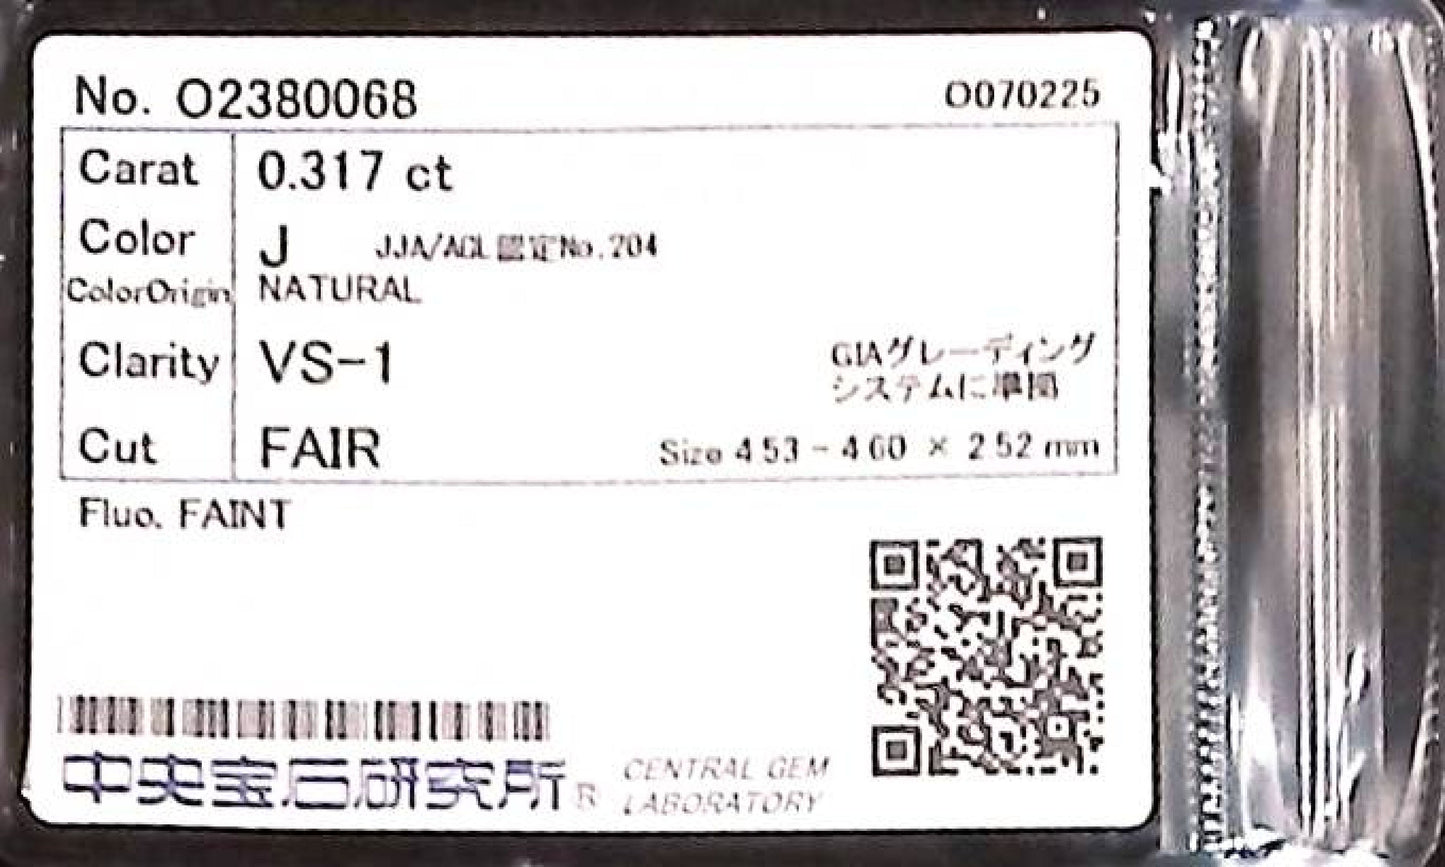 No. O2380068 O070225
Carat 0.317 ct
Color J JJA/AGL認定No.204
ColorOrigin NATURAL
Clarity VS-1 GIAグレーディング
システムに準拠
Cut FAIR Size 4.53 - 4.60 × 2.52 mm
Fluo. FAINT
中央宝石研究所® CENTRAL GEM
LABORATORY